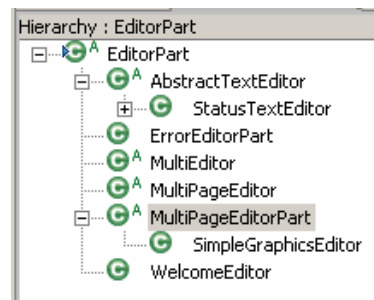 Hierarchy : EditorPart
EditorPart
AbstractTextEditor
StatusTextEditor
ErrorEditorPart
MultiEditor
MultiPageEditor
MultiPageEditorPart
SimpleGraphicsEditor
WelcomeEditor